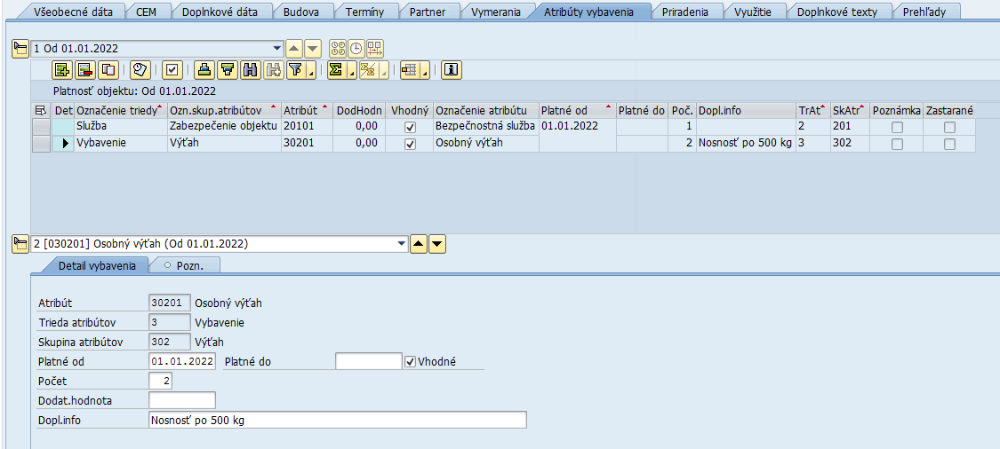 Všeobecné dáta CEM Doplnkové dáta Budova Termíny Partner Vymerania Atribúty vybavenia Priradenia Využitie Doplnkové texty Prehľady
1 Od 01.01.2022
Platnosť objektu: Od 01.01.2022
Det Označenie triedy Ozn.skup.atribútov Atribút DodHodn Vhodný Označenie atribútu Platné od Platné do Poč. Dopl.info TrAt SkAtr Poznámka Zastarané
Služba Zabezpečenie objektu 20101 0,00 Bezpečnostná služba 01.01.2022 1 2 201
Vybavenie Výťah 30201 0,00 Osobný výťah 2 Nosnosť po 500 kg 3 302
2 [030201] Osobný výťah (Od 01.01.2022)
Detail vybavenia Pozn.
Atribút 30201 Osobný výťah
Trieda atribútov 3 Vybavenie
Skupina atribútov 302 Výťah
Platné od 01.01.2022 Platné do Vhodné
Počet 2
Dodat.hodnota
Dopl.info Nosnosť po 500 kg